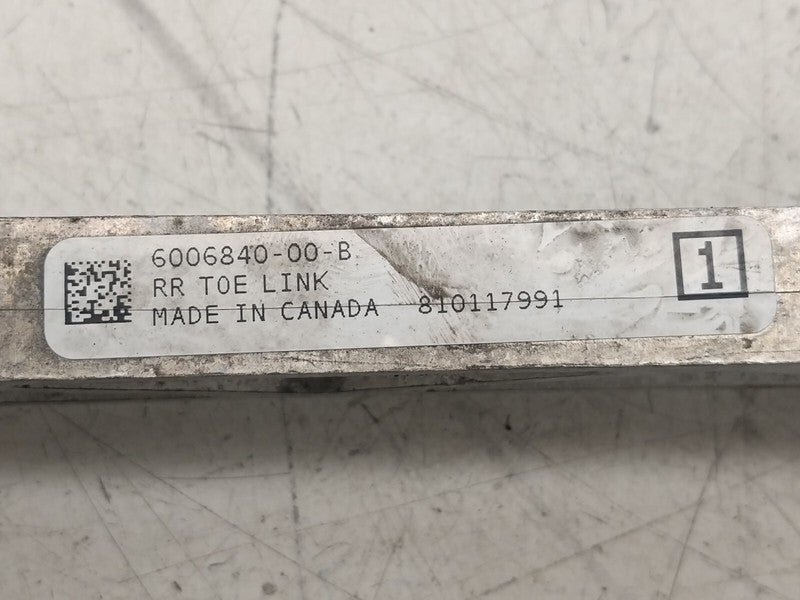 6006840-00-B
RR TOE LINK
MADE IN CANADA 810117991
1